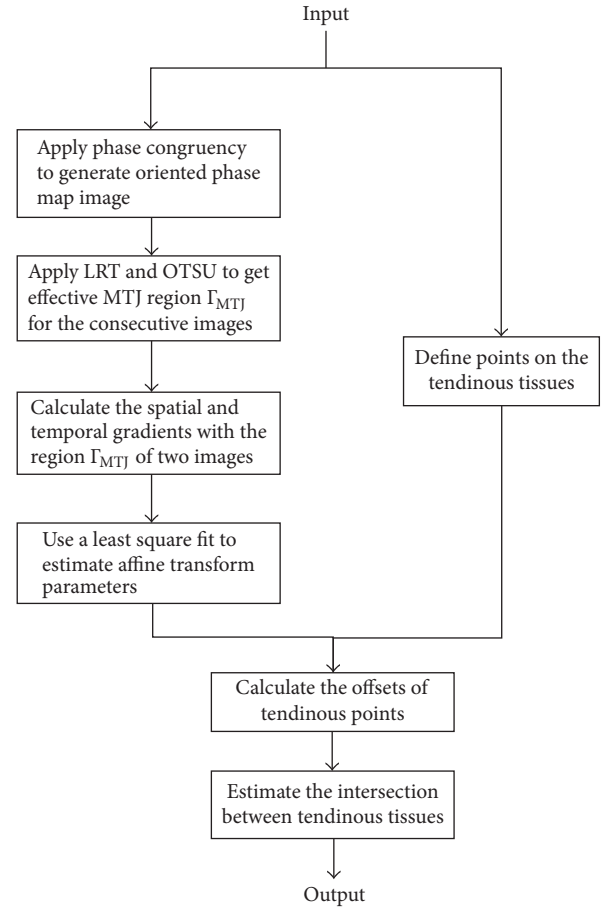 Input
Apply phase congruency
to generate oriented phase
map image
Apply LRT and OTSU to get
effective MTJ region Γ_MTJ
for the consecutive images
Calculate the spatial and
temporal gradients with the
region Γ_MTJ of two images
Use a least square fit to
estimate affine transform
parameters
Define points on the
tendinous tissues
Calculate the offsets of
tendinous points
Estimate the intersection
between tendinous tissues
Output